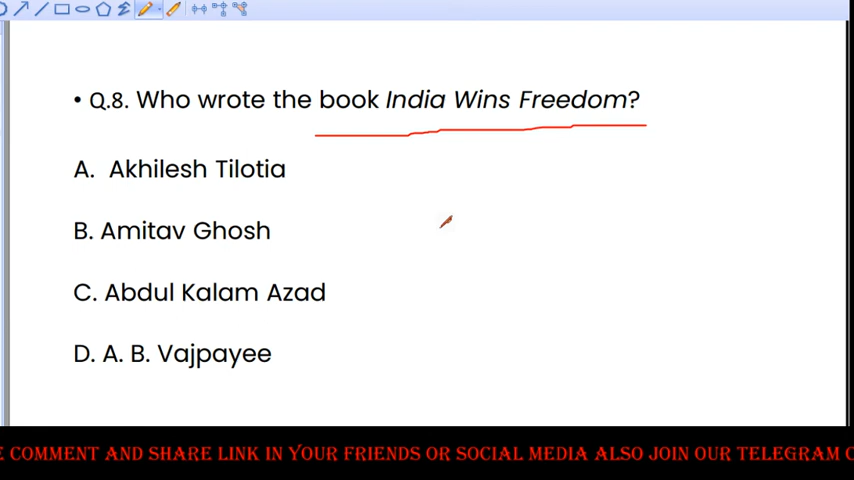 • Q.8. Who wrote the book India Wins Freedom?
A. Akhilesh Tilotia
B. Amitav Ghosh
C. Abdul Kalam Azad
D. A. B. Vajpayee
COMMENT AND SHARE LINK IN YOUR FRIENDS OR SOCIAL MEDIA ALSO JOIN OUR TELEGRAM